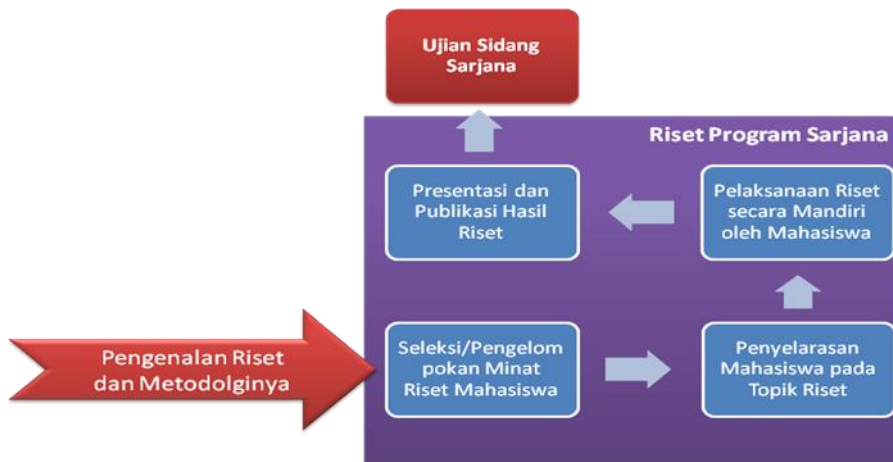 Ujian Sidang
Sarjana
Riset Program Sarjana
Presentasi dan
Publikasi Hasil
Riset
Pelaksanaan Riset
secara Mandiri
oleh Mahasiswa
Pengenalan Riset
dan Metodolginya
Seleksi/Pengelom
pokan Minat
Riset Mahasiswa
Penyelarasan
Mahasiswa pada
Topik Riset